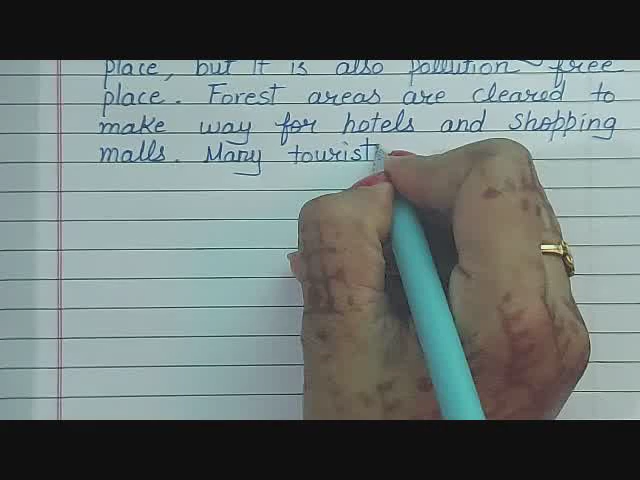 place, but it is also pollution free
place. Forest areas are cleared to
make way for hotels and shopping
malls. Many tourist